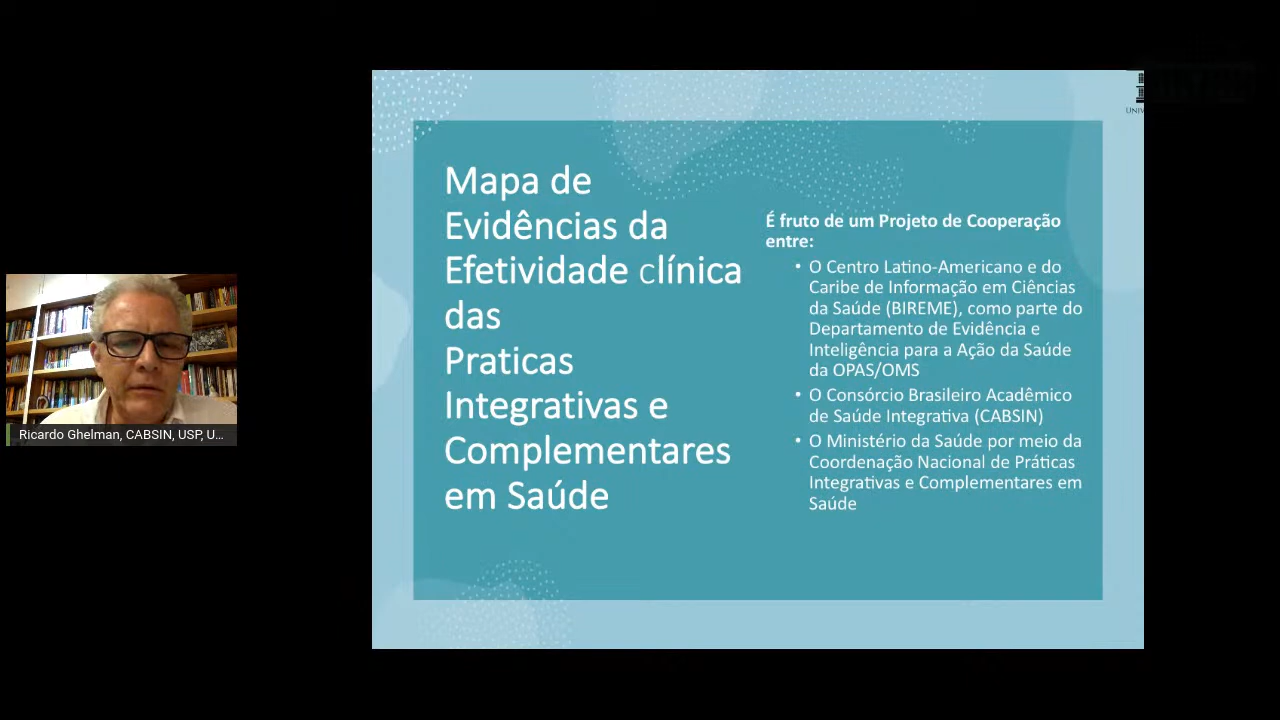 Mapa de
Evidências da
Efetividade clínica
das
Praticas
Integrativas e
Complementares
em Saúde
É fruto de um Projeto de Cooperação
entre:
• O Centro Latino-Americano e do
Caribe de Informação em Ciências
da Saúde (BIREME), como parte do
Departamento de Evidência e
Inteligência para a Ação da Saúde
da OPAS/OMS
• O Consórcio Brasileiro Acadêmico
de Saúde Integrativa (CABSIN)
• O Ministério da Saúde por meio da
Coordenação Nacional de Práticas
Integrativas e Complementares em
Saúde
Ricardo Ghelman, CABSIN, USP, U...